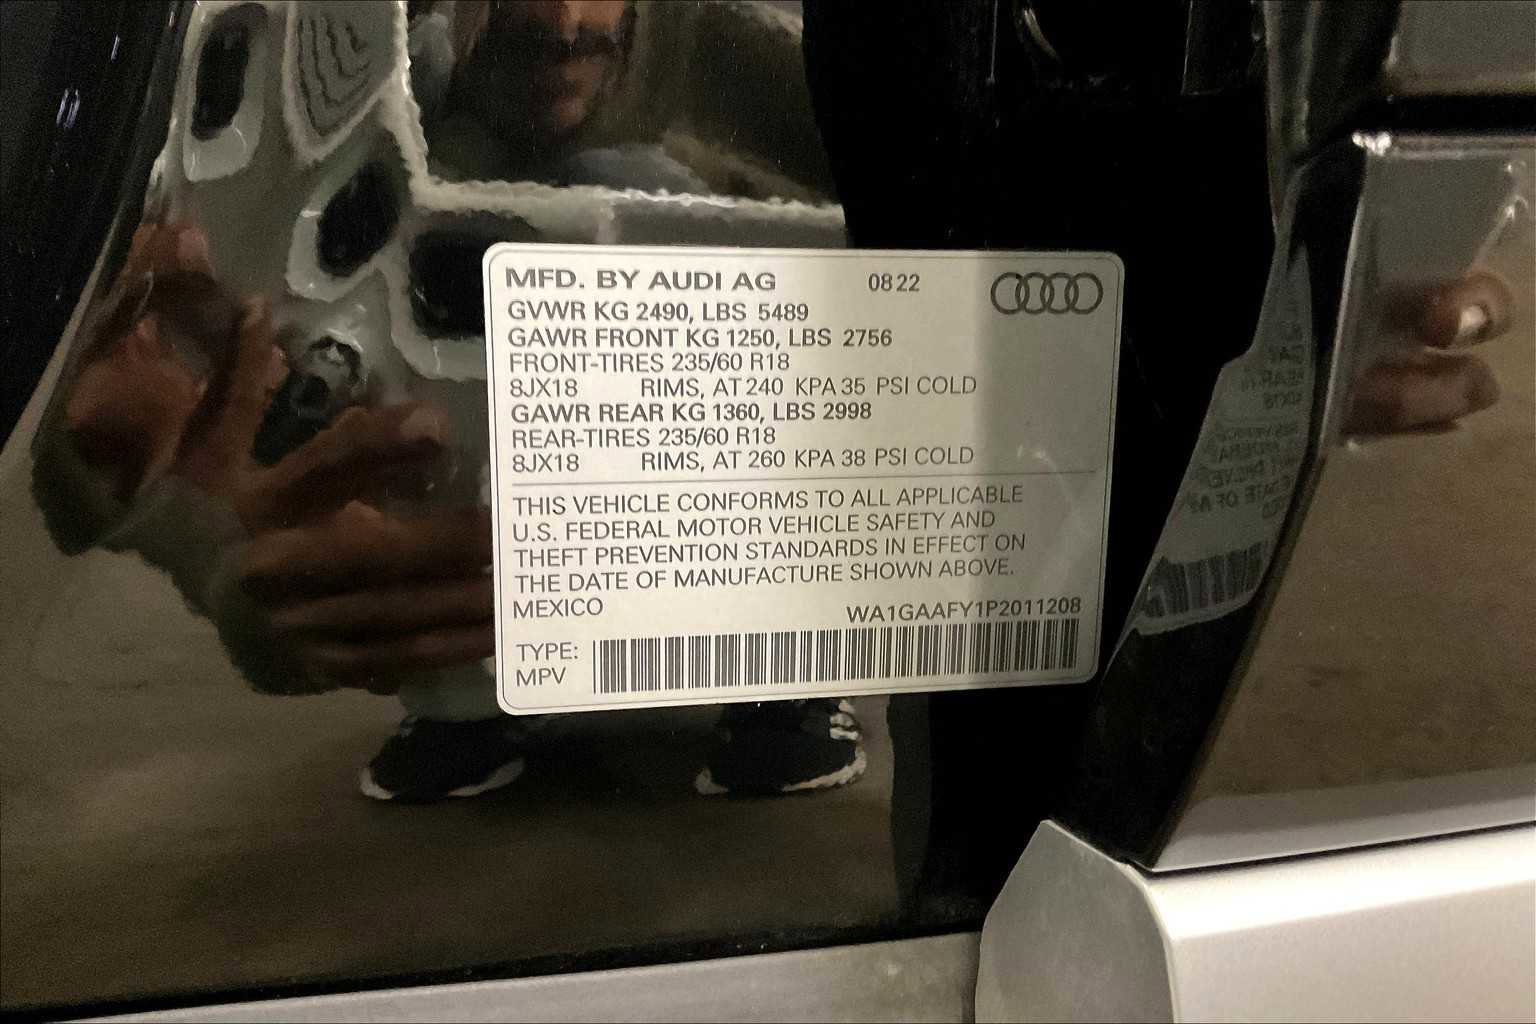 MFD. BY AUDI AG 08 22
GVWR KG 2490, LBS 5489
GAWR FRONT KG 1250, LBS 2756
FRONT-TIRES 235/60 R18
8JX18 RIMS, AT 240 KPA 35 PSI COLD
GAWR REAR KG 1360, LBS 2998
REAR-TIRES 235/60 R18
8JX18 RIMS, AT 260 KPA 38 PSI COLD
THIS VEHICLE CONFORMS TO ALL APPLICABLE
U.S. FEDERAL MOTOR VEHICLE SAFETY AND
THEFT PREVENTION STANDARDS IN EFFECT ON
THE DATE OF MANUFACTURE SHOWN ABOVE.
MEXICO WA1GAAFY1P2011208
TYPE:
MPV